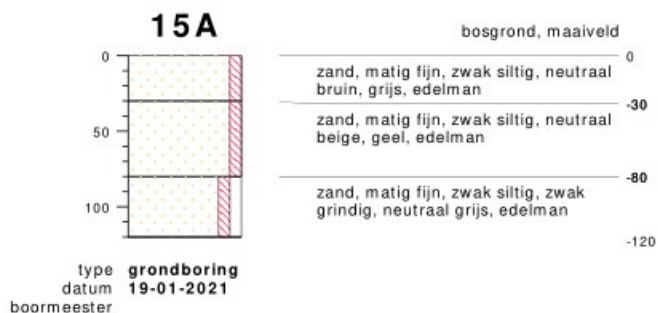 15A
bosgrond, maaiveld
0
0
zand, matig fijn, zwak siltig, neutraal
bruin, grijs, edelman
-30
zand, matig fijn, zwak siltig, neutraal
beige, geel, edelman
50
-80
zand, matig fijn, zwak siltig, zwak
grindig, neutraal grijs, edelman
100
-120
type grondboring
datum 19-01-2021
boormeester